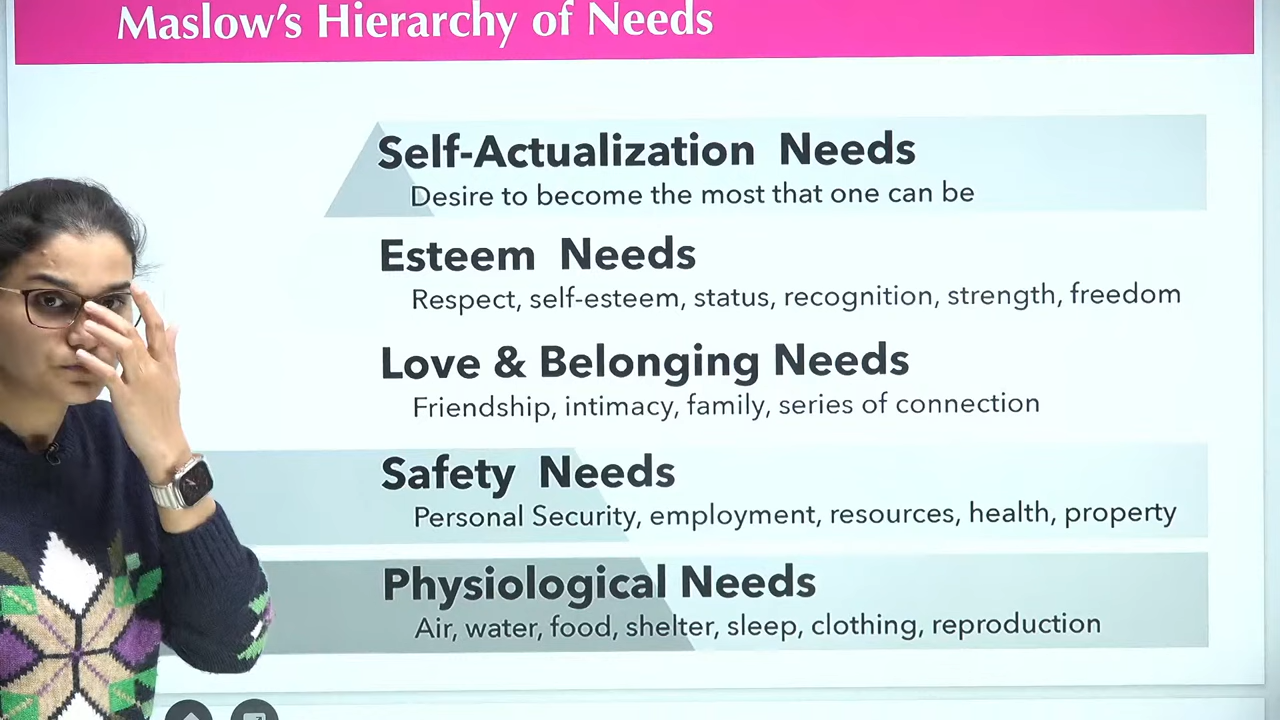 Maslow's Hierarchy of Needs
Self-Actualization Needs
Desire to become the most that one can be
Esteem Needs
Respect, self-esteem, status, recognition, strength, freedom
Love & Belonging Needs
Friendship, intimacy, family, series of connection
Safety Needs
Personal Security, employment, resources, health, property
Physiological Needs
Air, water, food, shelter, sleep, clothing, reproduction